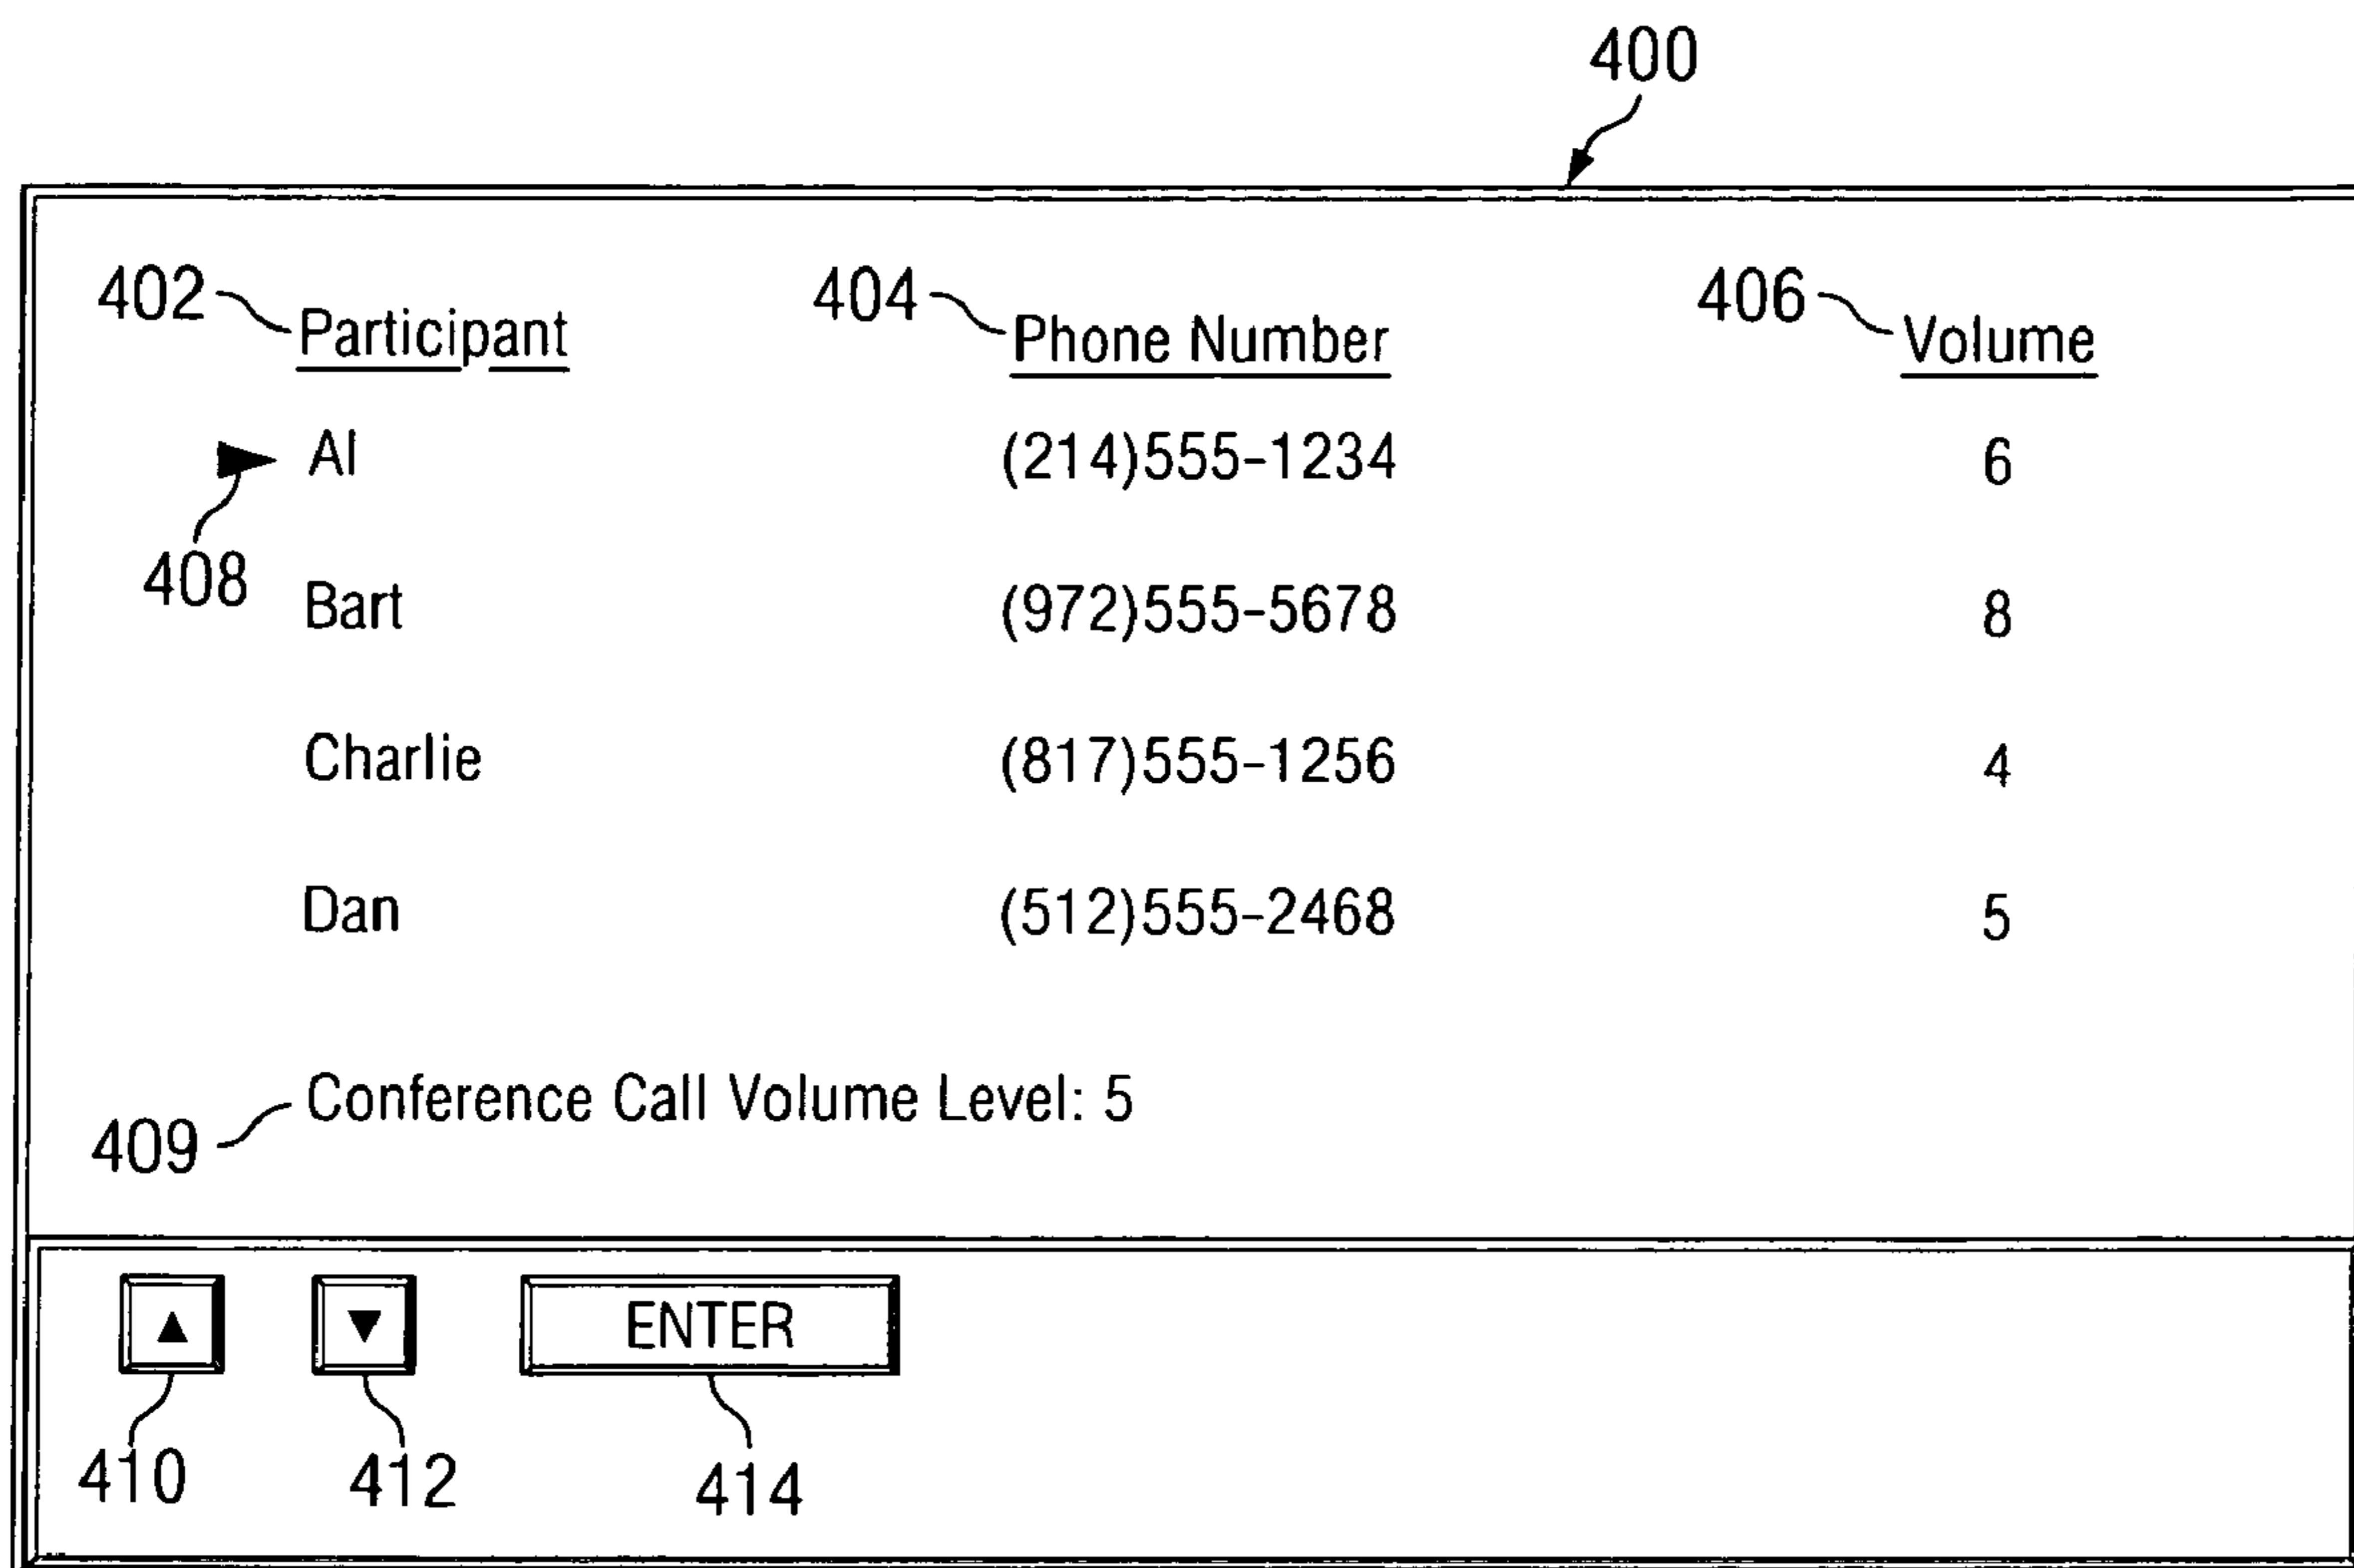 400
402 Participant 404 Phone Number 406 Volume
Al (214)555-1234 6
408
Bart (972)555-5678 8
Charlie (817)555-1256 4
Dan (512)555-2468 5
Conference Call Volume Level: 5
409
ENTER
410 412 414